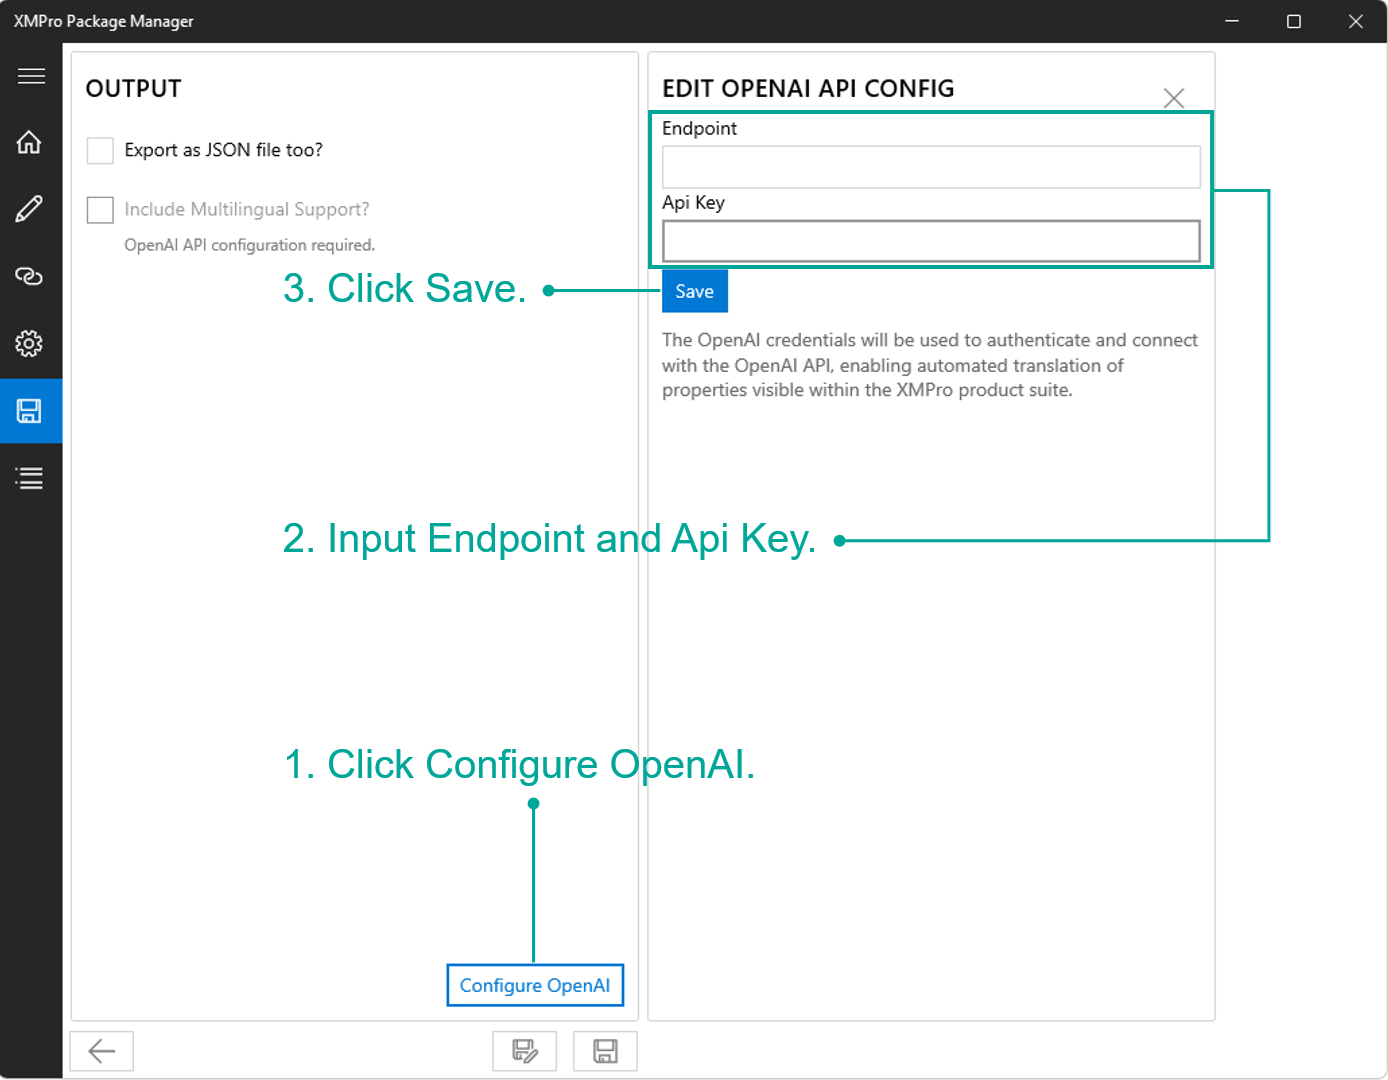 XMPro Package Manager
OUTPUT
Export as JSON file too?
Include Multilingual Support?
OpenAI API configuration required.
EDIT OPENAI API CONFIG
Endpoint
Api Key
3. Click Save.
Save
The OpenAI credentials will be used to authenticate and connect
with the OpenAI API, enabling automated translation of
properties visible within the XMPro product suite.
2. Input Endpoint and Api Key.
1. Click Configure OpenAI.
Configure OpenAI